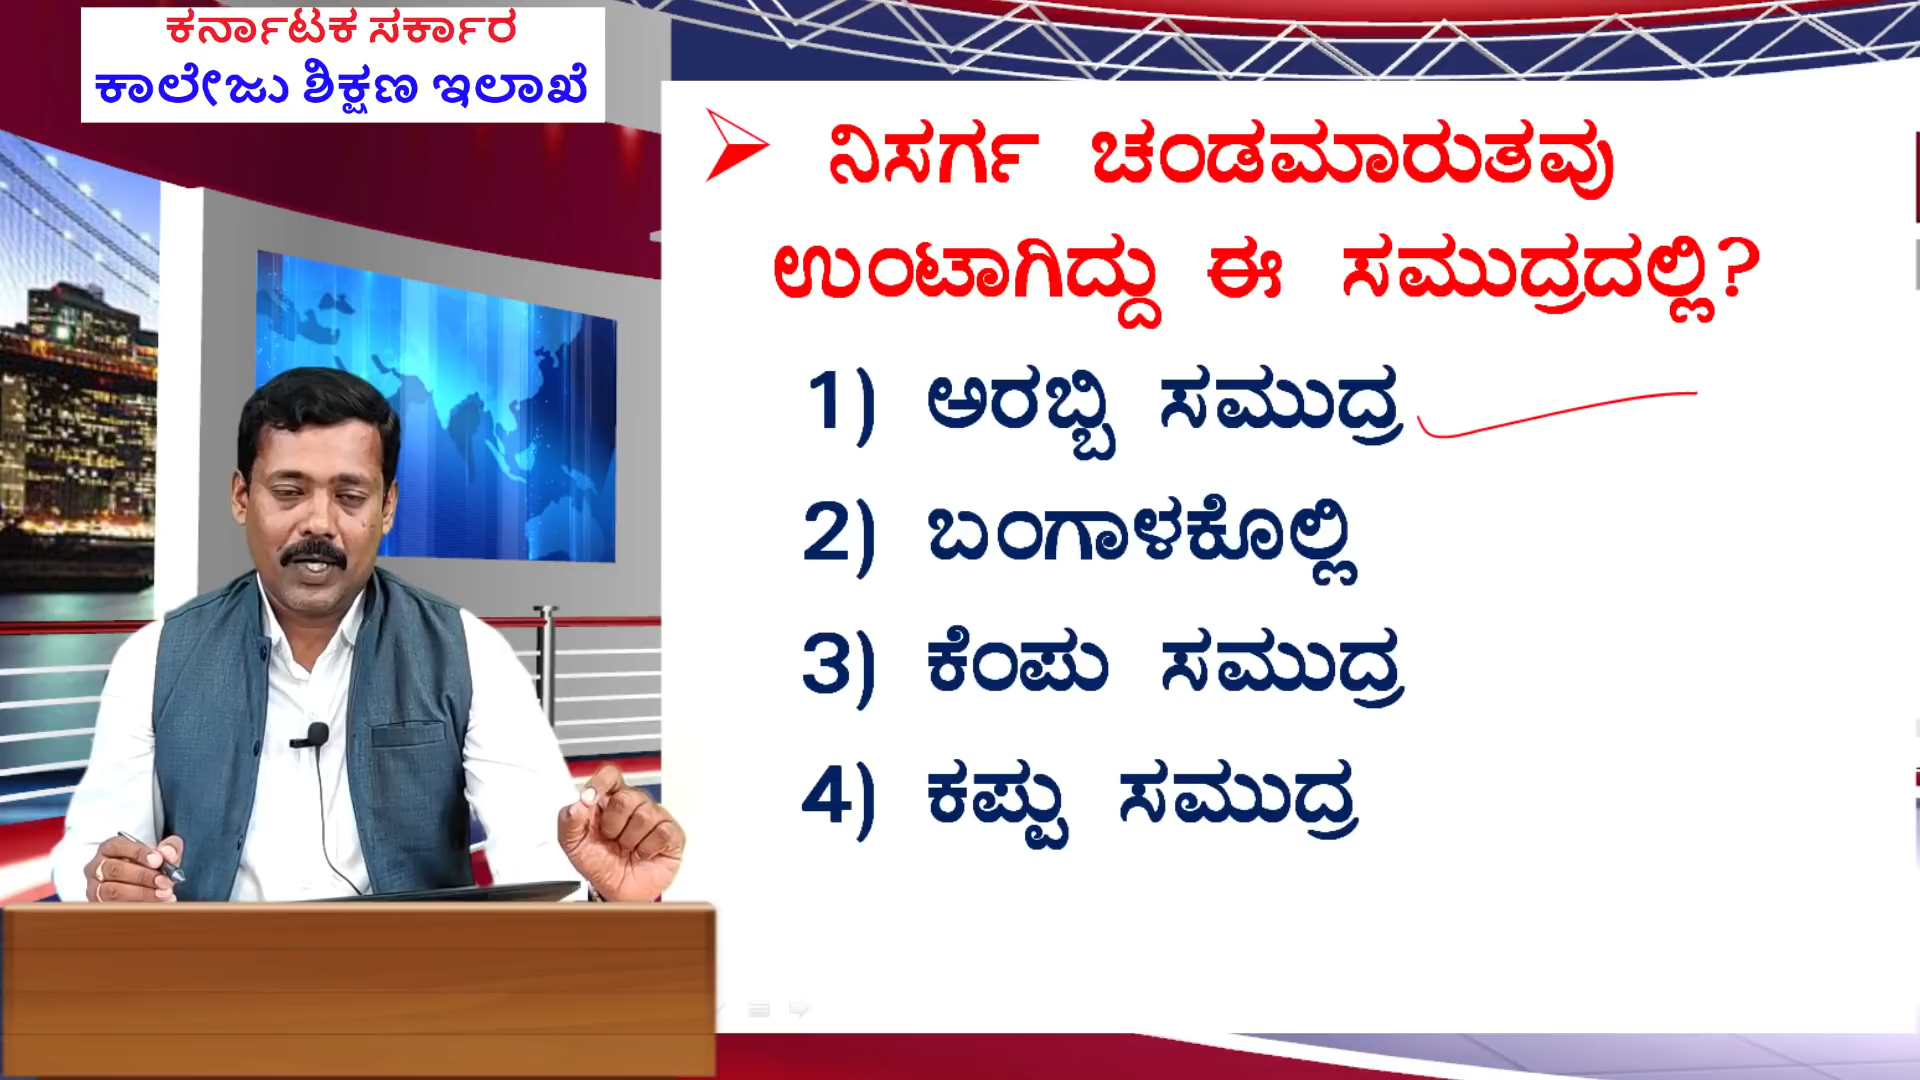 ಕರ್ನಾಟಕ ಸರ್ಕಾರ
ಕಾಲೇಜು ಶಿಕ್ಷಣ ಇಲಾಖೆ
ನಿಸರ್ಗ ಚಂಡಮಾರುತವು
ಉಂಟಾಗಿದ್ದು ಈ ಸಮುದ್ರದಲ್ಲಿ?
1) ಅರಬ್ಬಿ ಸಮುದ್ರ
2) ಬಂಗಾಳಕೊಲ್ಲಿ
3) ಕೆಂಪು ಸಮುದ್ರ
4) ಕಪ್ಪು ಸಮುದ್ರ